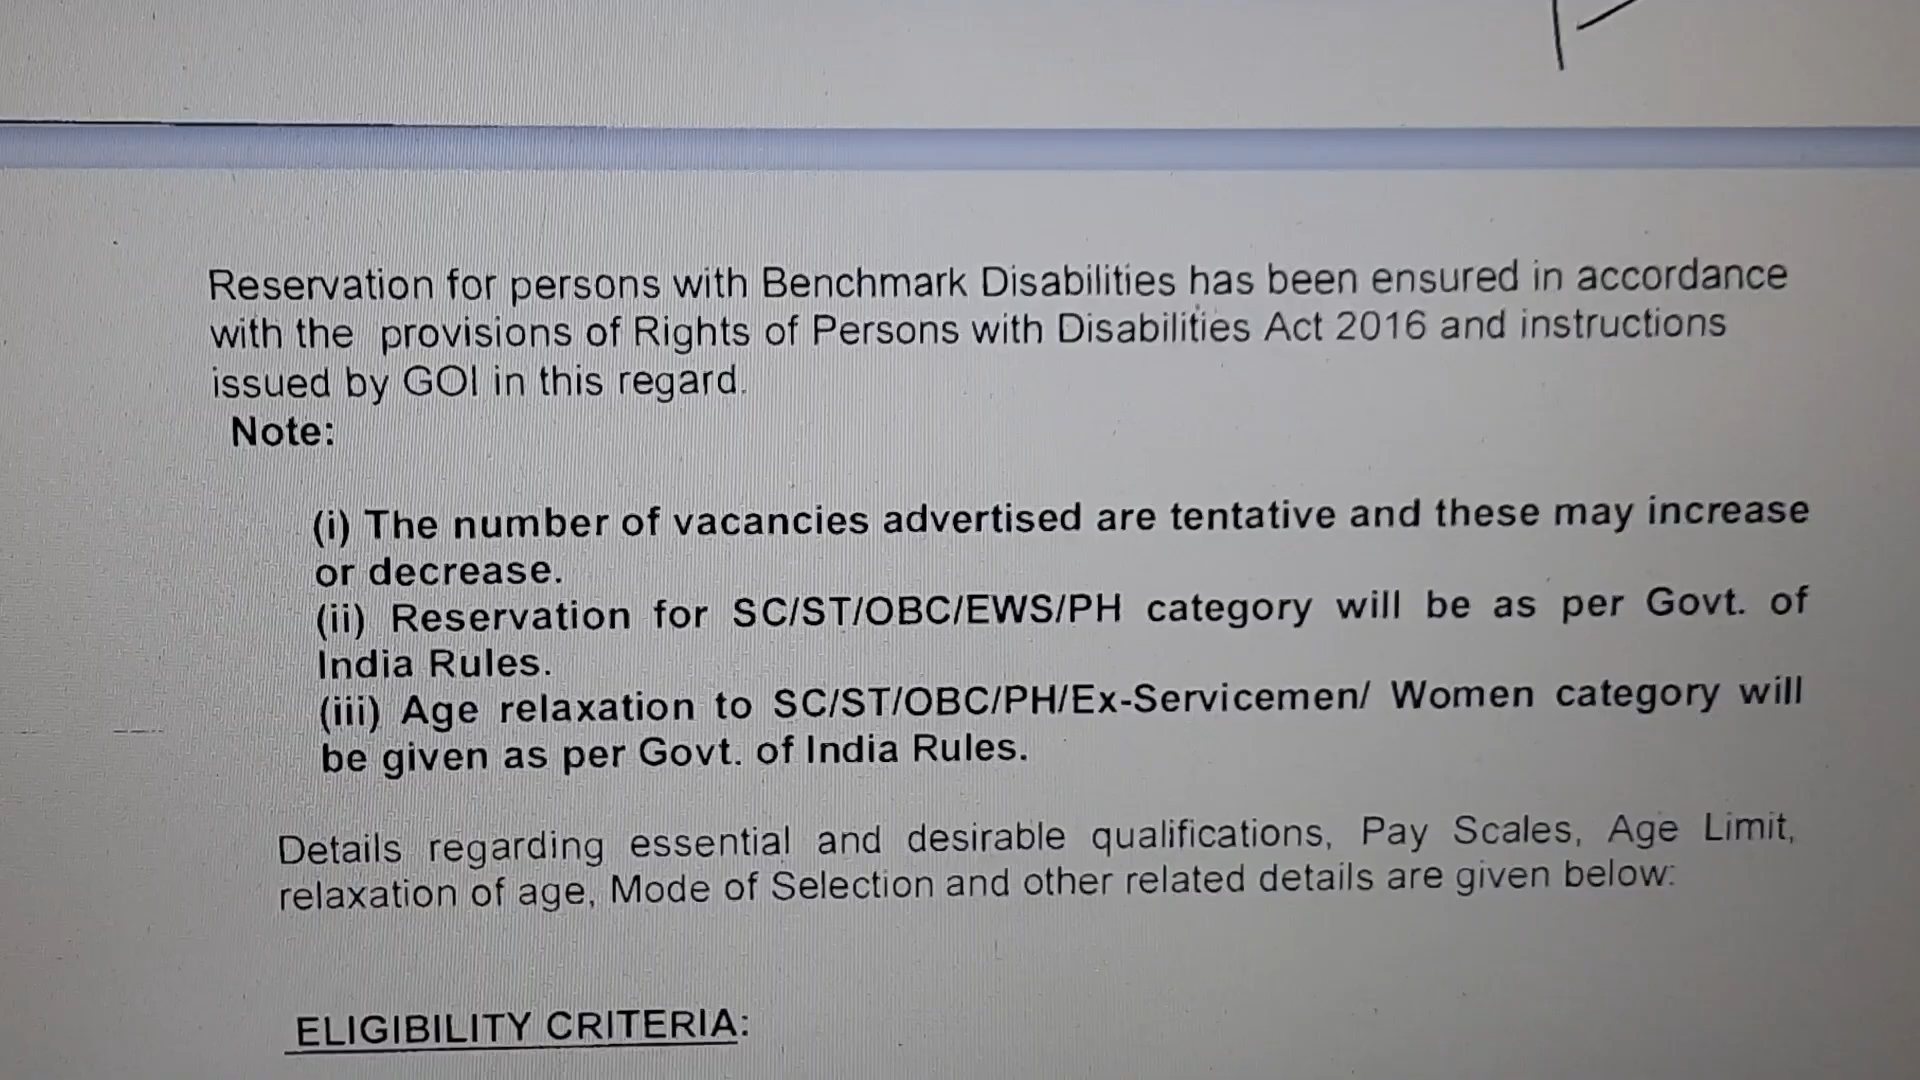 Reservation for persons with Benchmark Disabilities has been ensured in accordance
with the provisions of Rights of Persons with Disabilities Act 2016 and instructions
issued by GOI in this regard.
Note:
(i) The number of vacancies advertised are tentative and these may increase
or decrease.
(ii) Reservation for SC/ST/OBC/EWS/PH category will be as per Govt. of
India Rules.
(iii) Age relaxation to SC/ST/OBC/PH/Ex-Servicemen/ Women category will
be given as per Govt. of India Rules.
Details regarding essential and desirable qualifications, Pay Scales, Age Limit,
relaxation of age, Mode of Selection and other related details are given below:
ELIGIBILITY CRITERIA: